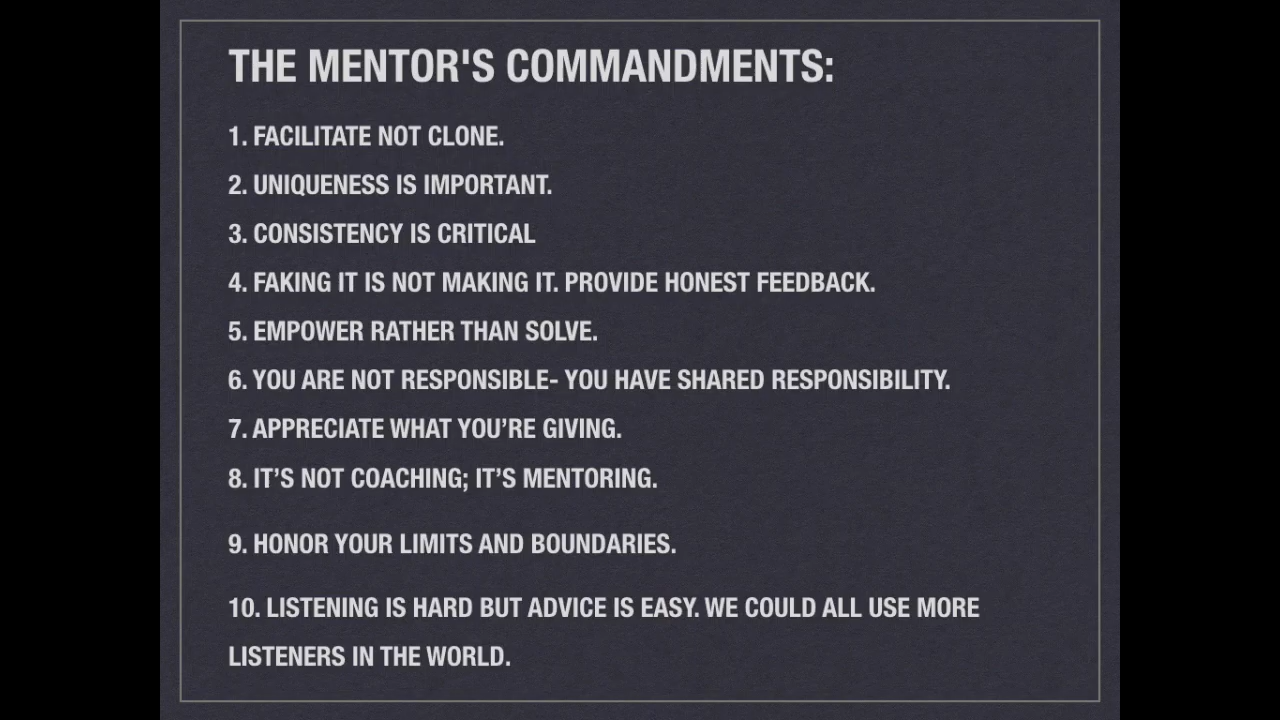 THE MENTOR'S COMMANDMENTS:
1. FACILITATE NOT CLONE.
2. UNIQUENESS IS IMPORTANT.
3. CONSISTENCY IS CRITICAL
4. FAKING IT IS NOT MAKING IT. PROVIDE HONEST FEEDBACK.
5. EMPOWER RATHER THAN SOLVE.
6. YOU ARE NOT RESPONSIBLE- YOU HAVE SHARED RESPONSIBILITY.
7. APPRECIATE WHAT YOU’RE GIVING.
8. IT’S NOT COACHING; IT’S MENTORING.
9. HONOR YOUR LIMITS AND BOUNDARIES.
10. LISTENING IS HARD BUT ADVICE IS EASY. WE COULD ALL USE MORE
LISTENERS IN THE WORLD.